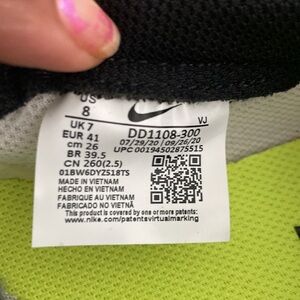 US 8
UK 7
EUR 41
cm 26
BR 39.5
CN 260(2.5)
VJ
DD1108-300
07/29/20 09/26/20
UPC 00194502875515
01BW6DYZ518TS
MADE IN VIETNAM
HECHO EN VIETNAM
FABRIQUE AU VIETNAM
FABRICADO NO VIETNÃ
This product is covered by one or more patents:
www.nike.com/patentsvirtualmarking